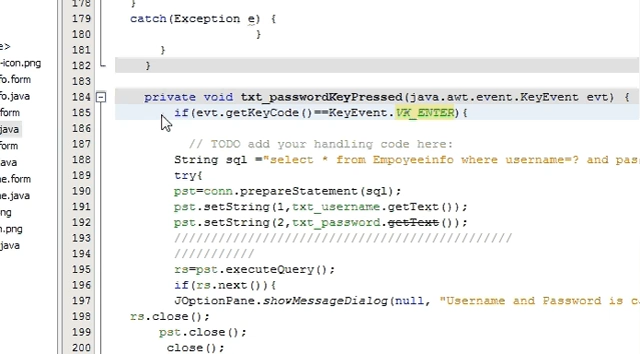 178 }
179 catch(Exception e) {
180 }
181 }
182 }
183
184 private void txt_passwordKeyPressed(java.awt.event.KeyEvent evt) {
185 if(evt.getKeyCode()==KeyEvent.VK_ENTER){
186
187 // TODO add your handling code here:
188 String sql ="select * from Empoyeeinfo where username=? and pas
189 try{
190 pst=conn.prepareStatement(sql);
191 pst.setString(1,txt_username.getText());
192 pst.setString(2,txt_password.getText());
193 ///////////////////////////////////////////////
194 ///////////
195 rs=pst.executeQuery();
196 if(rs.next()){
197 JOptionPane.showMessageDialog(null, "Username and Password is c
198 rs.close();
199 pst.close();
200 close();
e>
-icon.png
fo.form
fo.java
form
java
form
ava
ne.form
ne.java
ng
n.png
java